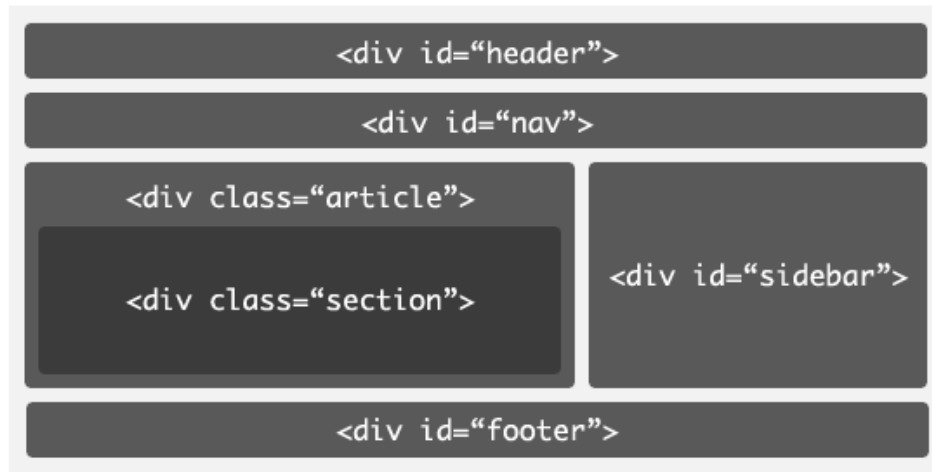 <div id=“header”>
<div id=“nav”>
<div class=“article”>
<div class=“section”>
<div id=“sidebar”>
<div id=“footer”>